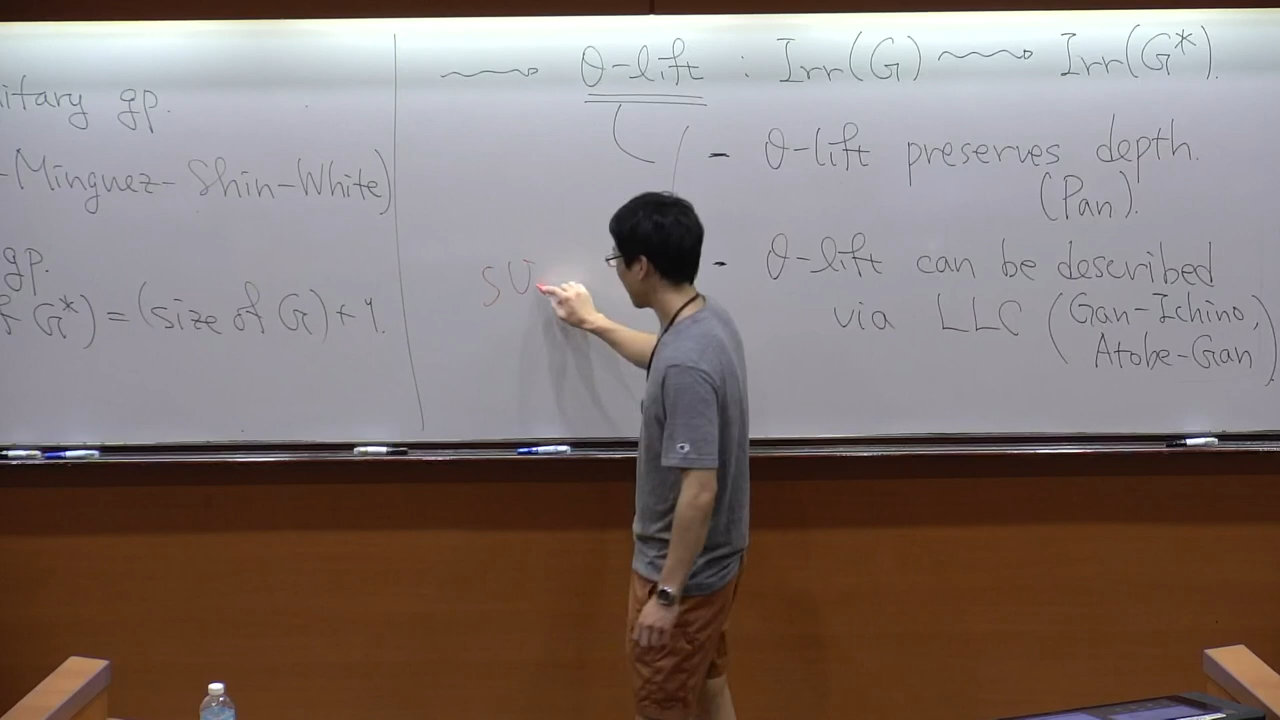 itary gp.
-Minguez-Shin-White)
gp.
G*) = (size of G) + 1.
θ-lift : Irr(G) ⟿ Irr(G*).
- θ-lift preserves depth.
(Pan).
- θ-lift can be described
via LLC (Gan-Ichino,
Atobe-Gan)
SU